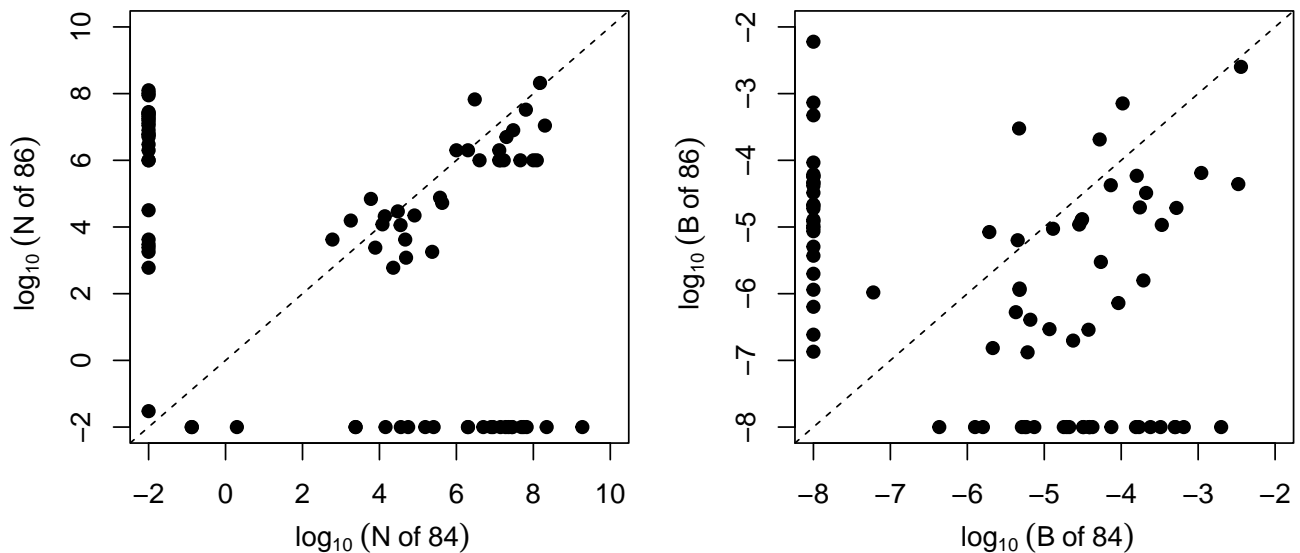 10
8
6
4
2
0
−2
−2 0 2 4 6 8 10
log10 (N of 86)
log10 (N of 84)
−2
−3
−4
−5
−6
−7
−8
−8 −7 −6 −5 −4 −3 −2
log10 (B of 86)
log10 (B of 84)